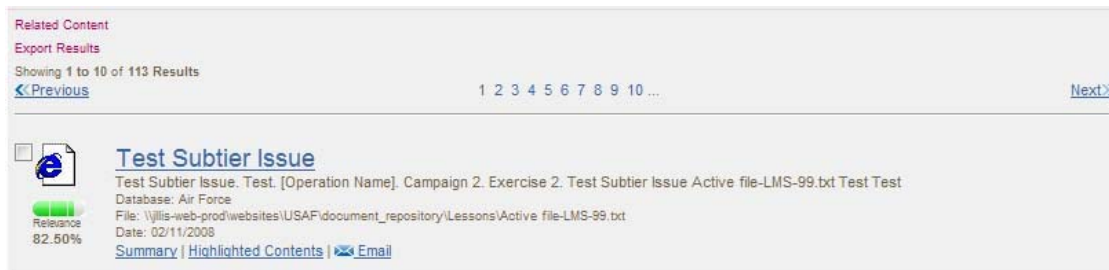 Related Content
Export Results
Showing 1 to 10 of 113 Results
Previous 1 2 3 4 5 6 7 8 9 10 ... Next
Test Subtier Issue
Test Subtier Issue. Test. [Operation Name]. Campaign 2. Exercise 2. Test Subtier Issue Active file-LMS-99.txt Test Test
Database: Air Force
File: \\jllis-web-prod\websites\USAF\document_repository\Lessons\Active file-LMS-99.txt
Relevance
82.50%
Date: 02/11/2008
Summary | Highlighted Contents | Email